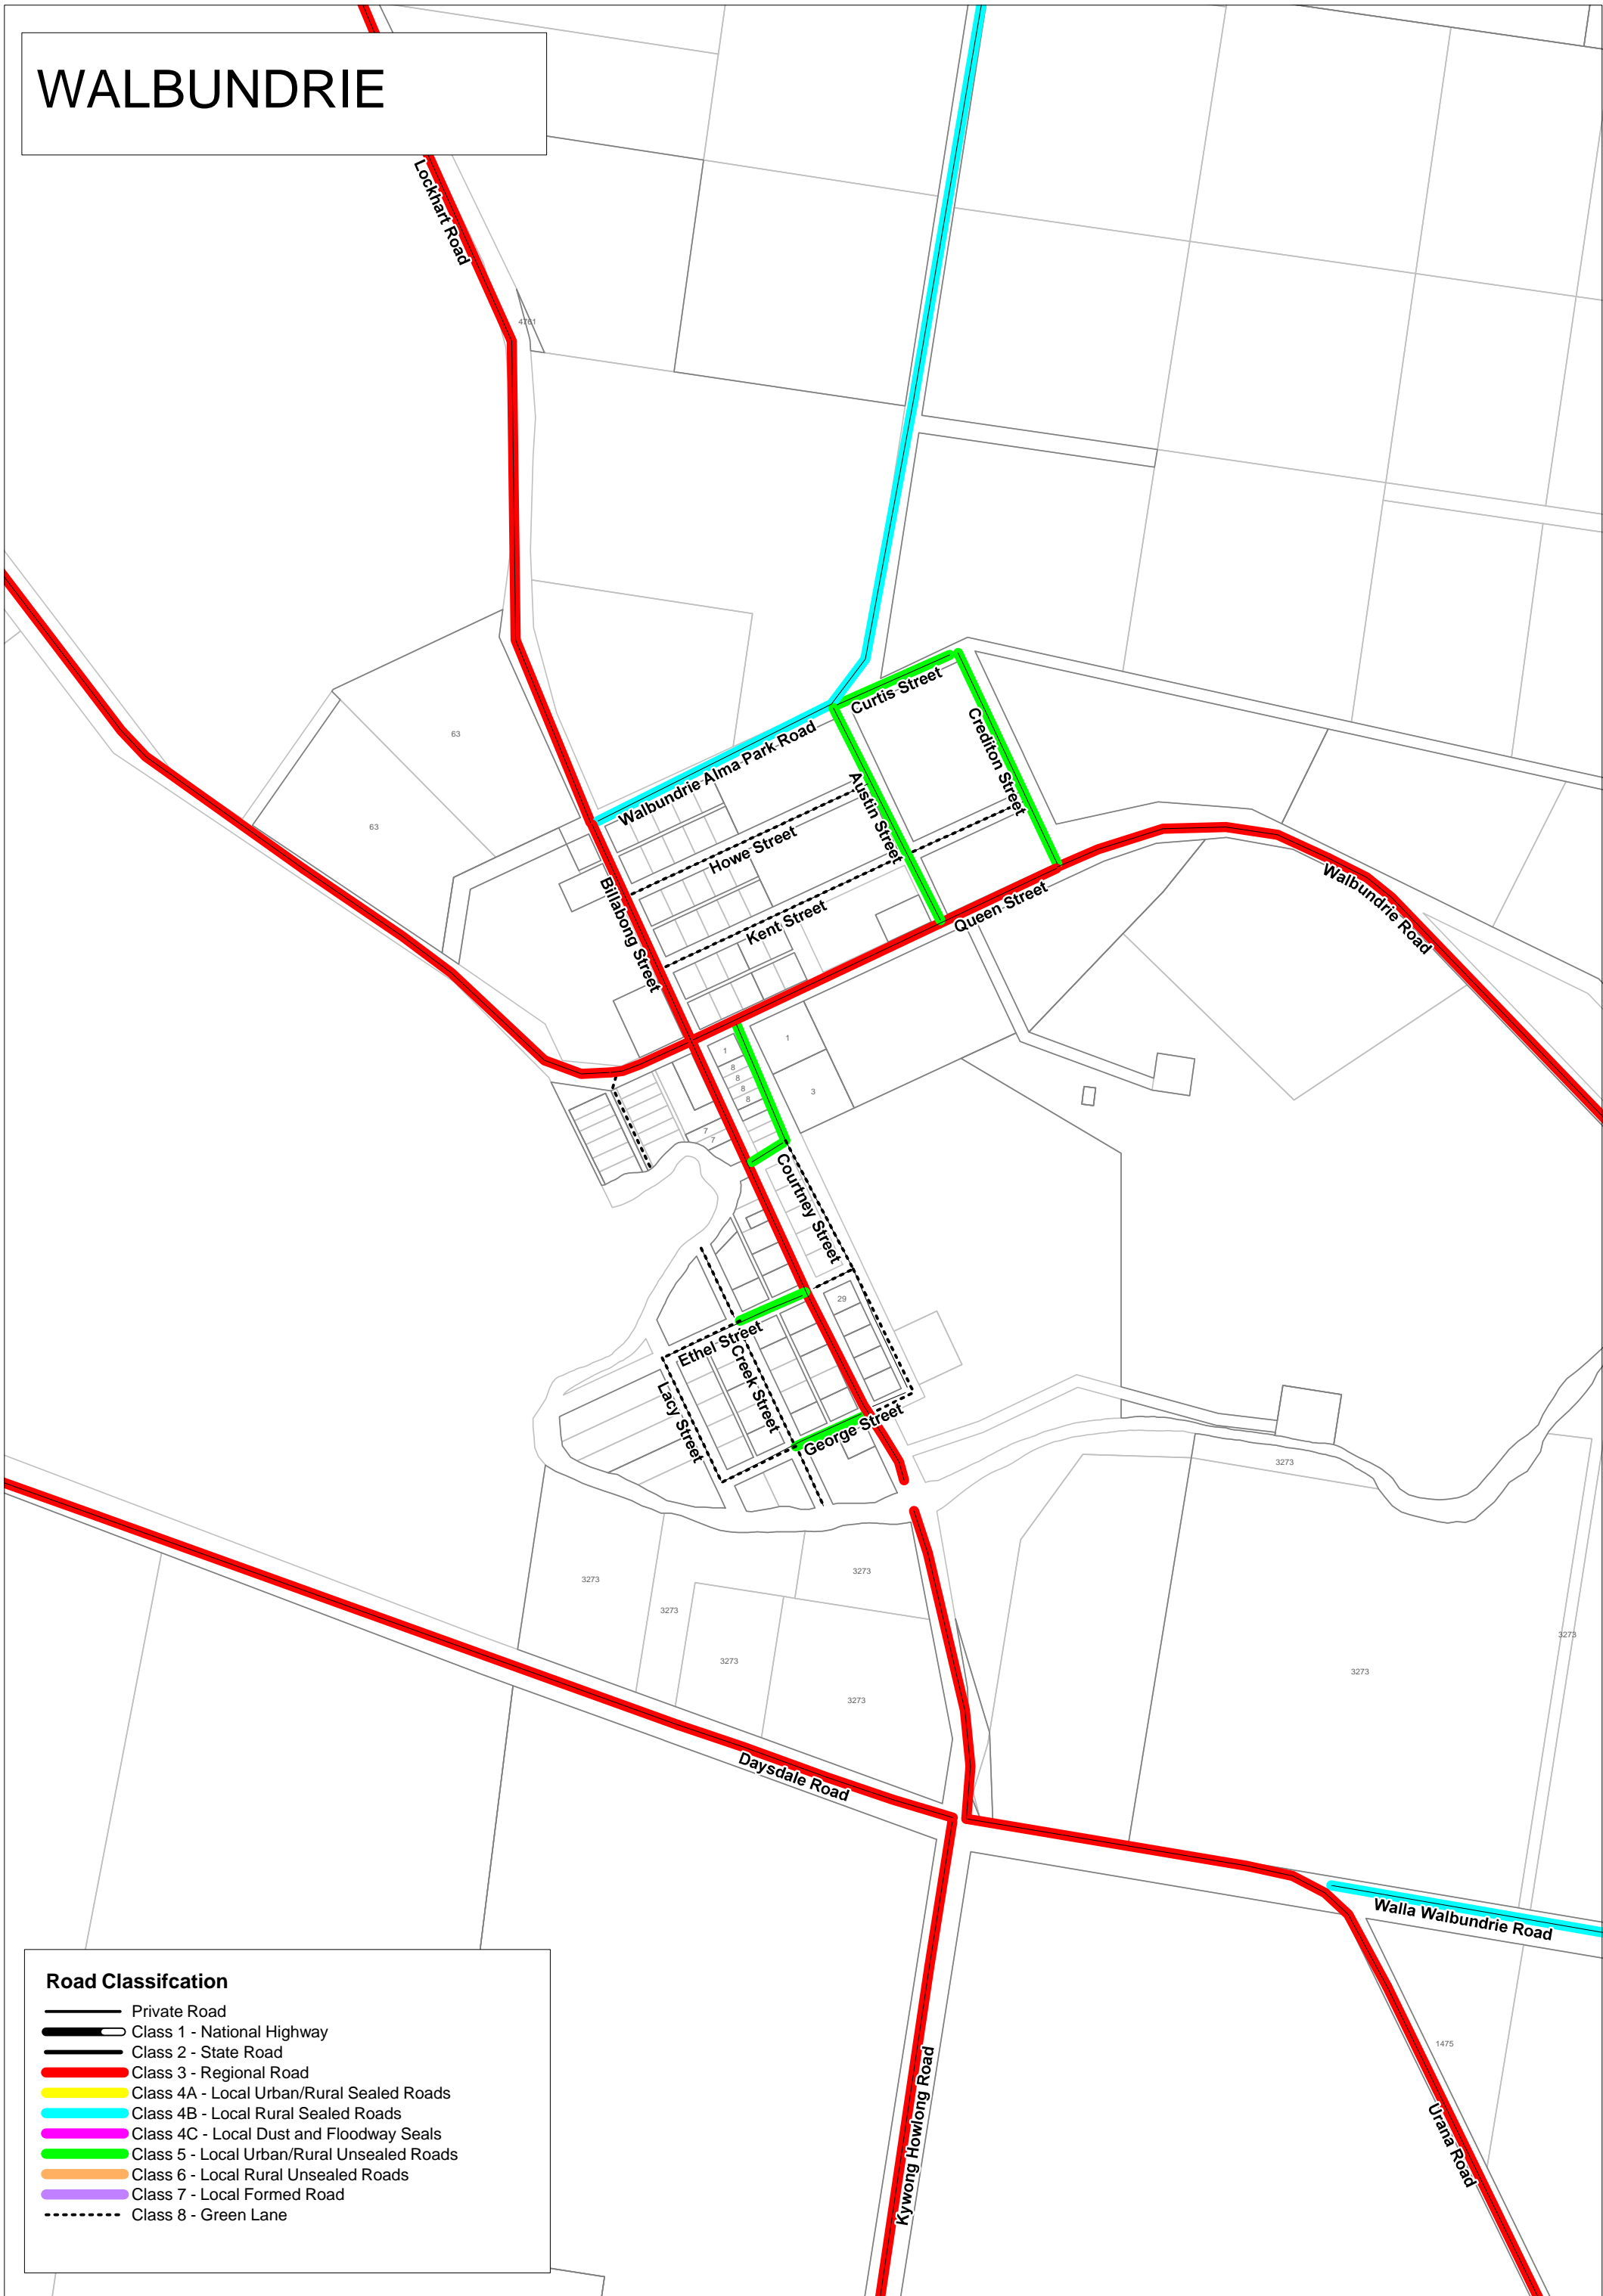 WALBUNDRIE
Lockhart Road
4761
63
63
Curtis Street
Crediton Street
Walbundrie Alma Park Road
Austin Street
Howe Street
Kent Street
Billabong Street
Queen Street
Walbundrie Road
1
1
8
8
8
8
3
7
7
Courtney Street
29
Ethel Street
Creek Street
Lacy Street
George Street
3273
3273
3273
3273
3273
3273
3273
3273
Daysdale Road
Walla Walbundrie Road
1475
Urana Road
Kywong Howlong Road
Road Classifcation
Private Road
Class 1 - National Highway
Class 2 - State Road
Class 3 - Regional Road
Class 4A - Local Urban/Rural Sealed Roads
Class 4B - Local Rural Sealed Roads
Class 4C - Local Dust and Floodway Seals
Class 5 - Local Urban/Rural Unsealed Roads
Class 6 - Local Rural Unsealed Roads
Class 7 - Local Formed Road
Class 8 - Green Lane